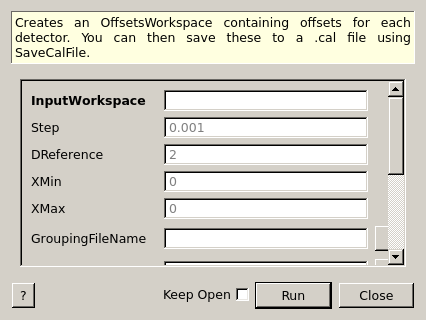 Creates an OffsetsWorkspace containing offsets for each
detector. You can then save these to a .cal file using
SaveCalFile.
InputWorkspace
Step 0.001
DReference 2
XMin 0
XMax 0
GroupingFileName
? Keep Open Run Close